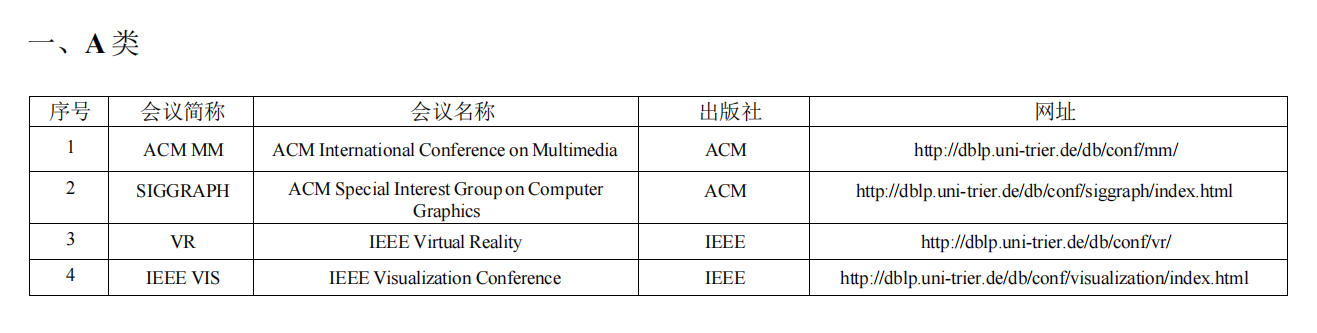 一、A 类
序号 会议简称 会议名称 出版社 网址
1 ACM MM ACM International Conference on Multimedia ACM http://dblp.uni-trier.de/db/conf/mm/
2 SIGGRAPH ACM Special Interest Group on Computer ACM http://dblp.uni-trier.de/db/conf/siggraph/index.html
Graphics
3 VR IEEE Virtual Reality IEEE http://dblp.uni-trier.de/db/conf/vr/
4 IEEE VIS IEEE Visualization Conference IEEE http://dblp.uni-trier.de/db/conf/visualization/index.html